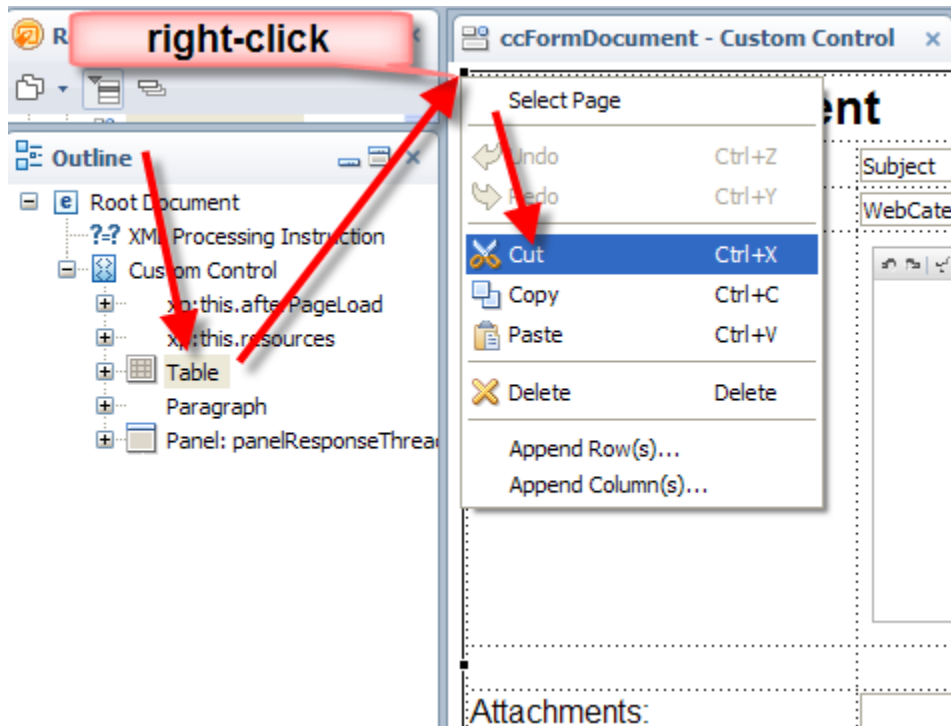 right-click
ccFormDocument - Custom Control
Outline
Root Document
?=? XML Processing Instruction
Custom Control
xp:this.afterPageLoad
xp:this.resources
Table
Paragraph
Panel: panelResponseThread
Select Page
Undo Ctrl+Z
Redo Ctrl+Y
Cut Ctrl+X
Copy Ctrl+C
Paste Ctrl+V
Delete Delete
Append Row(s)...
Append Column(s)...
ent
Subject
WebCate
Attachments: